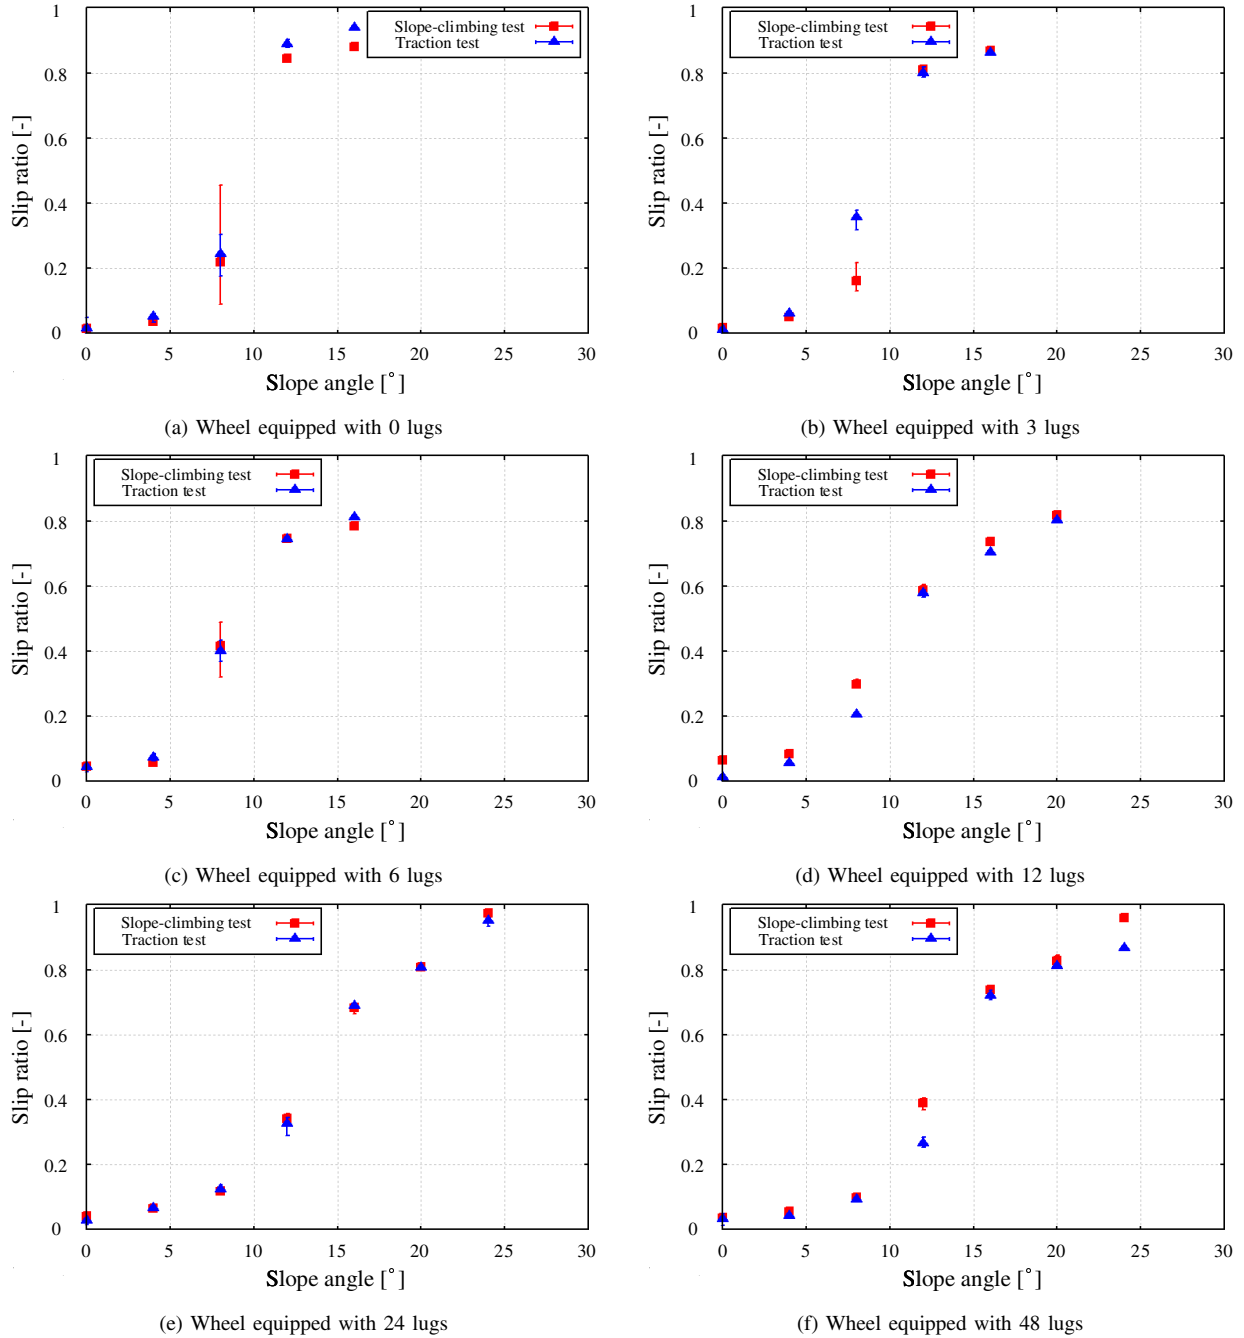 Slope-climbing test
Traction test
Slip ratio [-]
1
0.8
0.6
0.4
0.2
0
0 5 10 15 20 25 30
Slope angle [°]
(a) Wheel equipped with 0 lugs
Slope-climbing test
Traction test
Slip ratio [-]
1
0.8
0.6
0.4
0.2
0
0 5 10 15 20 25 30
Slope angle [°]
(b) Wheel equipped with 3 lugs
Slope-climbing test
Traction test
Slip ratio [-]
1
0.8
0.6
0.4
0.2
0
0 5 10 15 20 25 30
Slope angle [°]
(c) Wheel equipped with 6 lugs
Slope-climbing test
Traction test
Slip ratio [-]
1
0.8
0.6
0.4
0.2
0
0 5 10 15 20 25 30
Slope angle [°]
(d) Wheel equipped with 12 lugs
Slope-climbing test
Traction test
Slip ratio [-]
1
0.8
0.6
0.4
0.2
0
0 5 10 15 20 25 30
Slope angle [°]
(e) Wheel equipped with 24 lugs
Slope-climbing test
Traction test
Slip ratio [-]
1
0.8
0.6
0.4
0.2
0
0 5 10 15 20 25 30
Slope angle [°]
(f) Wheel equipped with 48 lugs